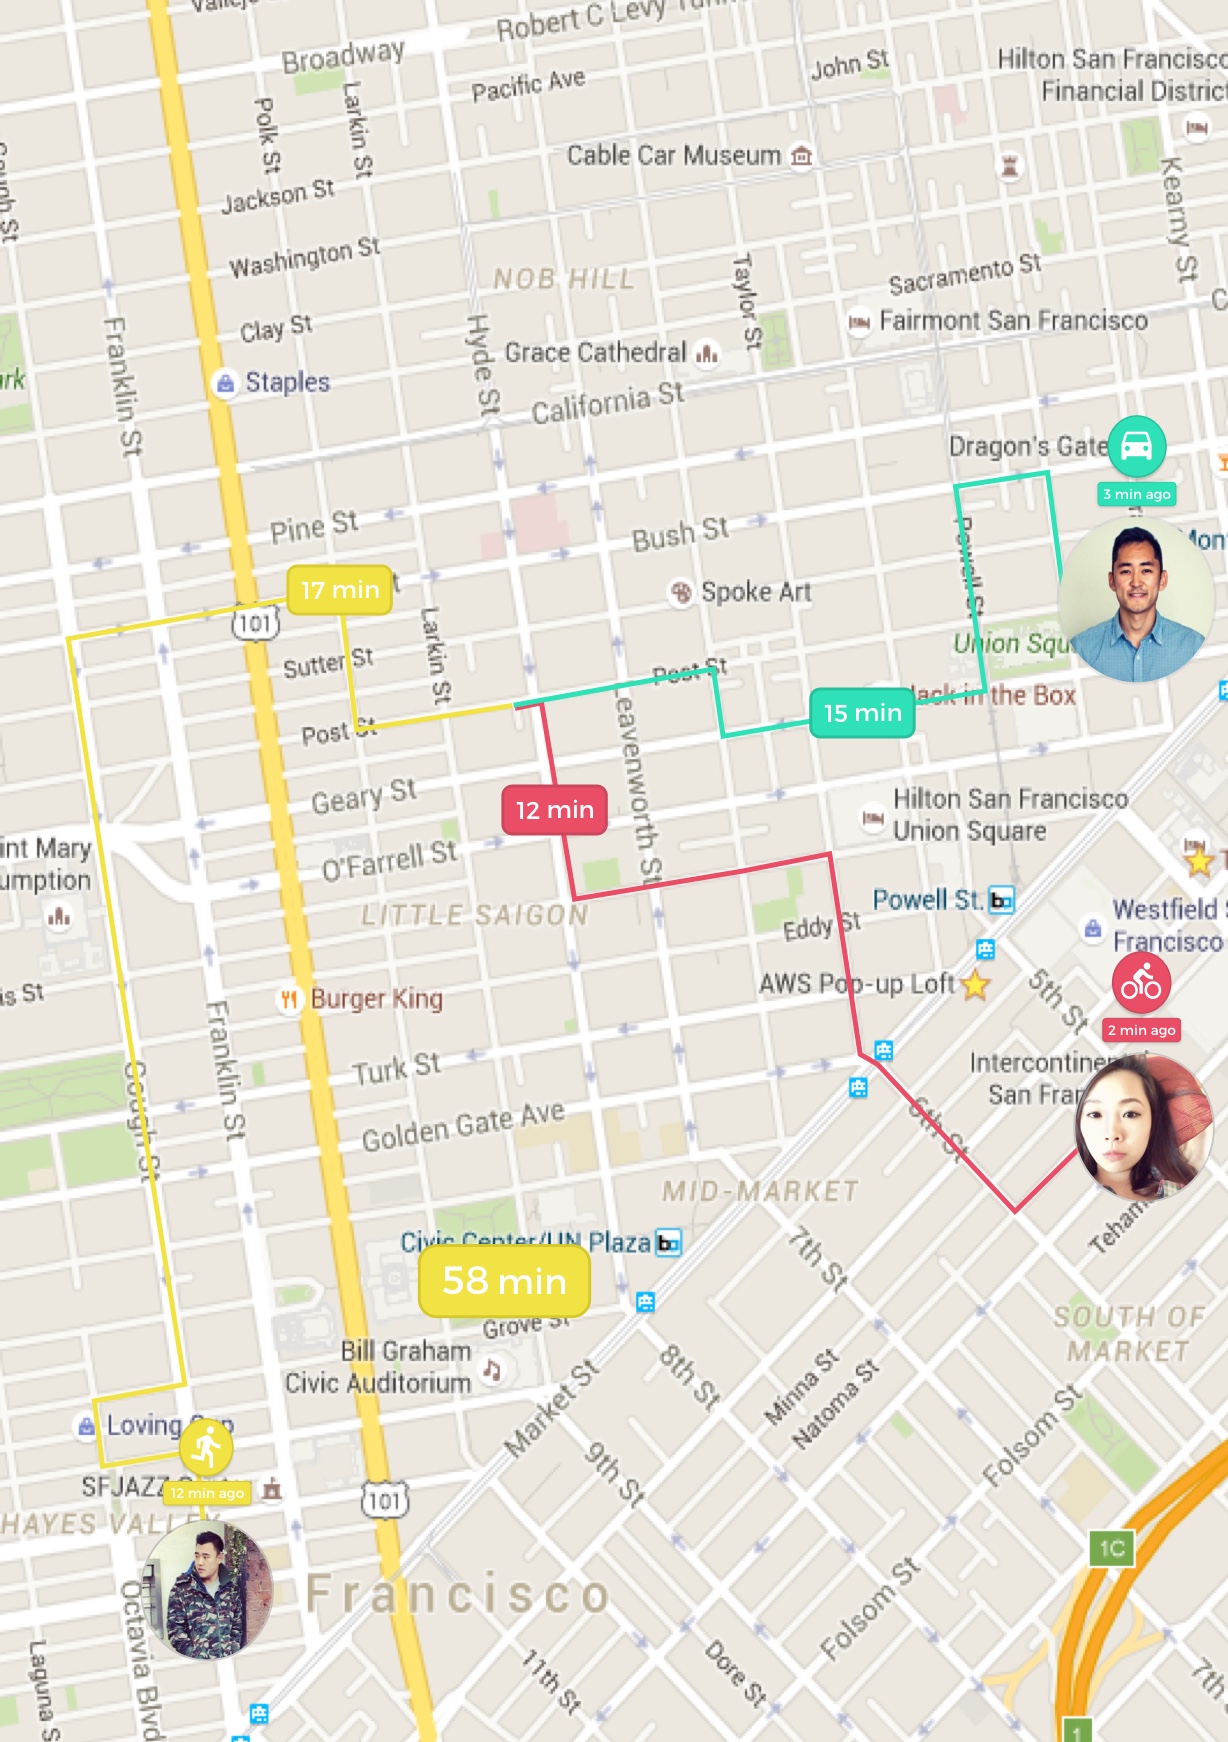 Robert C Levy
Broadway
Pacific Ave
John St
Hilton San Francisco
Financial District
Polk St
Larkin St
Cable Car Museum
Jackson St
Kearny St
Washington St
NOB HILL
Taylor St
Sacramento St
Clay St
Franklin St
Hyde St
Fairmont San Francisco
Grace Cathedral
Staples
California St
Dragon's Gate
3 min ago
Pine St
Bush St
Powell St
17 min
Spoke Art
101
Larkin St
Sutter St
Post St
Union Squ
Post St
15 min
Jack in the Box
Geary St
Leavenworth St
12 min
Hilton San Francisco
Union Square
int Mary
umption
O'Farrell St
LITTLE SAIGON
Eddy St
Powell St.
Westfield
Francisco
AWS Pop-up Loft
5th St
Burger King
Franklin St
2 min ago
Turk St
Gough St
Golden Gate Ave
6th St
Intercontinen
San Fran
MID-MARKET
Civic Center/UN Plaza
58 min
7th St
Teham
Grove St
SOUTH OF
MARKET
Bill Graham
Civic Auditorium
Market St
8th St
Minna St
Natoma St
Loving Cup
9th St
Folsom St
SFJAZZ
12 min ago
101
HAYES VALLEY
1C
Francisco
Octavia Blvd
Folsom St
Laguna S
11th St
Dore St
7th
1